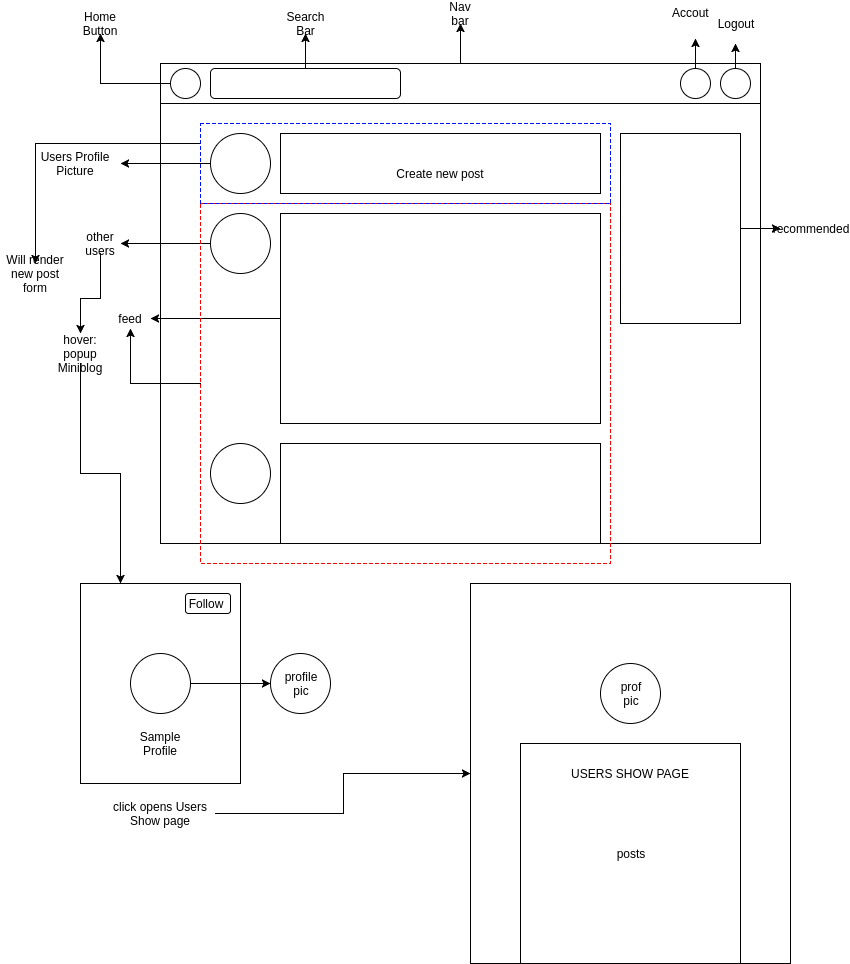 Home
Button
Search
Bar
Nav
bar
Accout
Logout
Users Profile
Picture
Create new post
other
users
Will render
new post
form
recommended
feed
hover:
popup
Miniblog
Follow
profile
pic
prof
pic
Sample
Profile
USERS SHOW PAGE
click opens Users
Show page
posts